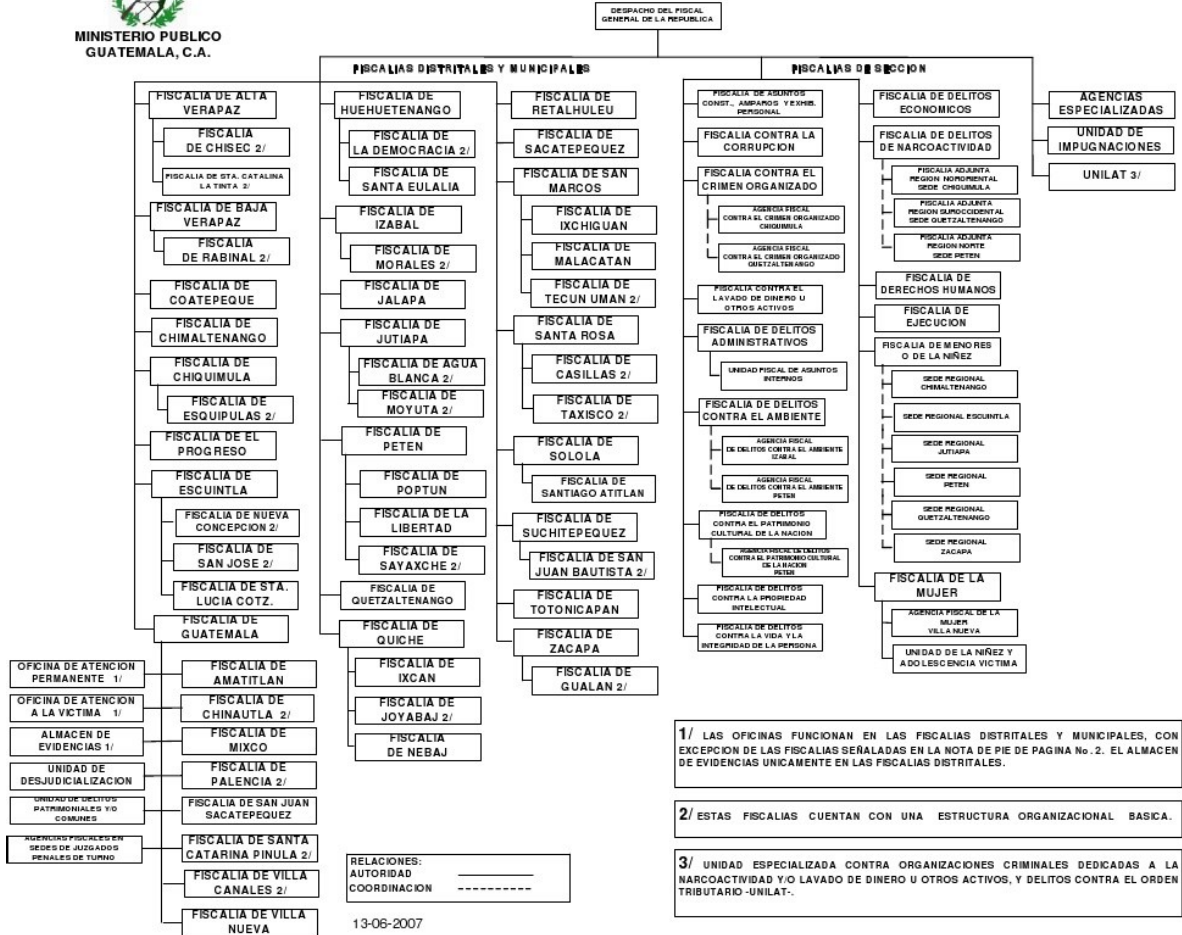 MINISTERIO PUBLICO
GUATEMALA, C.A.
DESPACHO DEL FISCAL
GENERAL DE LA REPUBLICA
FISCALIAS DISTRITALES Y MUNICIPALES
FISCALIAS DE SECCION
FISCALIA DE ALTA
VERAPAZ
FISCALIA
DE CHISEC 2/
FISCALIA DE STA. CATALINA
LA TINTA 2/
FISCALIA DE BAJA
VERAPAZ
FISCALIA
DE RABINAL 2/
FISCALIA DE
COATEPEQUE
FISCALIA DE
CHIMALTENANGO
FISCALIA DE
CHIQUIMULA
FISCALIA DE
ESQUIPULAS 2/
FISCALIA DE EL
PROGRESO
FISCALIA DE
ESCUINTLA
FISCALIA DE NUEVA
CONCEPCION 2/
FISCALIA DE
SAN JOSE 2/
FISCALIA DE STA.
LUCIA COTZ.
FISCALIA DE
GUATEMALA
OFICINA DE ATENCION
PERMANENTE 1/
OFICINA DE ATENCION
A LA VICTIMA 1/
ALMACEN DE
EVIDENCIAS 1/
UNIDAD DE
DESJUDICIALIZACION
UNIDAD DE DELITOS
PATRIMONIALES Y/O
COMUNES
AGENCIAS FISCALES EN
SEDES DE JUZGADOS
PENALES DE TURNO
FISCALIA DE
AMATITLAN
FISCALIA DE
CHINAUTLA 2/
FISCALIA DE
MIXCO
FISCALIA DE
PALENCIA 2/
FISCALIA DE SAN JUAN
SACATEPEQUEZ
FISCALIA DE SANTA
CATARINA PINULA 2/
FISCALIA DE VILLA
CANALES 2/
FISCALIA DE VILLA
NUEVA
FISCALIA DE
HUEHUETENANGO
FISCALIA DE
LA DEMOCRACIA 2/
FISCALIA DE
SANTA EULALIA
FISCALIA DE
IZABAL
FISCALIA DE
MORALES 2/
FISCALIA DE
JALAPA
FISCALIA DE
JUTIAPA
FISCALIA DE AGUA
BLANCA 2/
FISCALIA DE
MOYUTA 2/
FISCALIA DE
PETEN
FISCALIA DE
POPTUN
FISCALIA DE LA
LIBERTAD
FISCALIA DE
SAYAXCHE 2/
FISCALIA DE
QUETZALTENANGO
FISCALIA DE
QUICHE
FISCALIA DE
IXCAN
FISCALIA DE
JOYABAJ 2/
FISCALIA
DE NEBAJ
FISCALIA DE
RETALHULEU
FISCALIA DE
SACATEPEQUEZ
FISCALIA DE SAN
MARCOS
FISCALIA DE
IXCHIGUAN
FISCALIA DE
MALACATAN
FISCALIA DE
TECUN UMAN 2/
FISCALIA DE
SANTA ROSA
FISCALIA DE
CASILLAS 2/
FISCALIA DE
TAXISCO 2/
FISCALIA DE
SOLOLA
FISCALIA DE
SANTIAGO ATITLAN
FISCALIA DE
SUCHITEPEQUEZ
FISCALIA DE SAN
JUAN BAUTISTA 2/
FISCALIA DE
TOTONICAPAN
FISCALIA DE
ZACAPA
FISCALIA DE
GUALAN 2/
FISCALIA DE ASUNTOS
CONST., AMPAROS Y EXHIB.
PERSONAL
FISCALIA CONTRA LA
CORRUPCION
FISCALIA CONTRA EL
CRIMEN ORGANIZADO
AGENCIA FISCAL
CONTRA EL CRIMEN ORGANIZADO
CHIQUIMULA
AGENCIA FISCAL
CONTRA EL CRIMEN ORGANIZADO
QUETZALTENANGO
FISCALIA CONTRA EL
LAVADO DE DINERO U
OTROS ACTIVOS
FISCALIA DE DELITOS
ADMINISTRATIVOS
UNIDAD FISCAL DE ASUNTOS
INTERNOS
FISCALIA DE DELITOS
CONTRA EL AMBIENTE
AGENCIA FISCAL
DE DELITOS CONTRA EL AMBIENTE
IZABAL
AGENCIA FISCAL
DE DELITOS CONTRA EL AMBIENTE
PETEN
FISCALIA DE DELITOS
CONTRA EL PATRIMONIO
CULTURAL DE LA NACION
AGENCIA FISCAL DE DELITOS
CONTRA EL PATRIMONIO CULTURAL
DE LA NACION
PETEN
FISCALIA DE DELITOS
CONTRA LA PROPIEDAD
INTELECTUAL
FISCALIA DE DELITOS
CONTRA LA VIDA Y LA
INTEGRIDAD DE LA PERSONA
FISCALIA DE DELITOS
ECONOMICOS
FISCALIA DE DELITOS
DE NARCOACTIVIDAD
FISCALIA ADJUNTA
REGION NORORIENTAL
SEDE CHIQUIMULA
FISCALIA ADJUNTA
REGION SUROCCIDENTAL
SEDE QUETZALTENANGO
FISCALIA ADJUNTA
REGION NORTE
SEDE PETEN
FISCALIA DE
DERECHOS HUMANOS
FISCALIA DE
EJECUCION
FISCALIA DE MENORES
O DE LA NIÑEZ
SEDE REGIONAL
CHIMALTENANGO
SEDE REGIONAL ESCUINTLA
SEDE REGIONAL
JUTIAPA
SEDE REGIONAL
PETEN
SEDE REGIONAL
QUETZALTENANGO
SEDE REGIONAL
ZACAPA
FISCALIA DE LA
MUJER
AGENCIA FISCAL DE LA
MUJER
VILLA NUEVA
UNIDAD DE LA NIÑEZ Y
ADOLESCENCIA VICTIMA
AGENCIAS
ESPECIALIZADAS
UNIDAD DE
IMPUGNACIONES
UNILAT 3/
RELACIONES:
AUTORIDAD
COORDINACION
13-06-2007
1/ LAS OFICINAS FUNCIONAN EN LAS FISCALIAS DISTRITALES Y MUNICIPALES, CON
EXCEPCION DE LAS FISCALIAS SEÑALADAS EN LA NOTA DE PIE DE PAGINA No. 2. EL ALMACEN
DE EVIDENCIAS UNICAMENTE EN LAS FISCALIAS DISTRITALES.
2/ ESTAS FISCALIAS CUENTAN CON UNA ESTRUCTURA ORGANIZACIONAL BASICA.
3/ UNIDAD ESPECIALIZADA CONTRA ORGANIZACIONES CRIMINALES DEDICADAS A LA
NARCOACTIVIDAD Y/O LAVADO DE DINERO U OTROS ACTIVOS, Y DELITOS CONTRA EL ORDEN
TRIBUTARIO -UNILAT-.